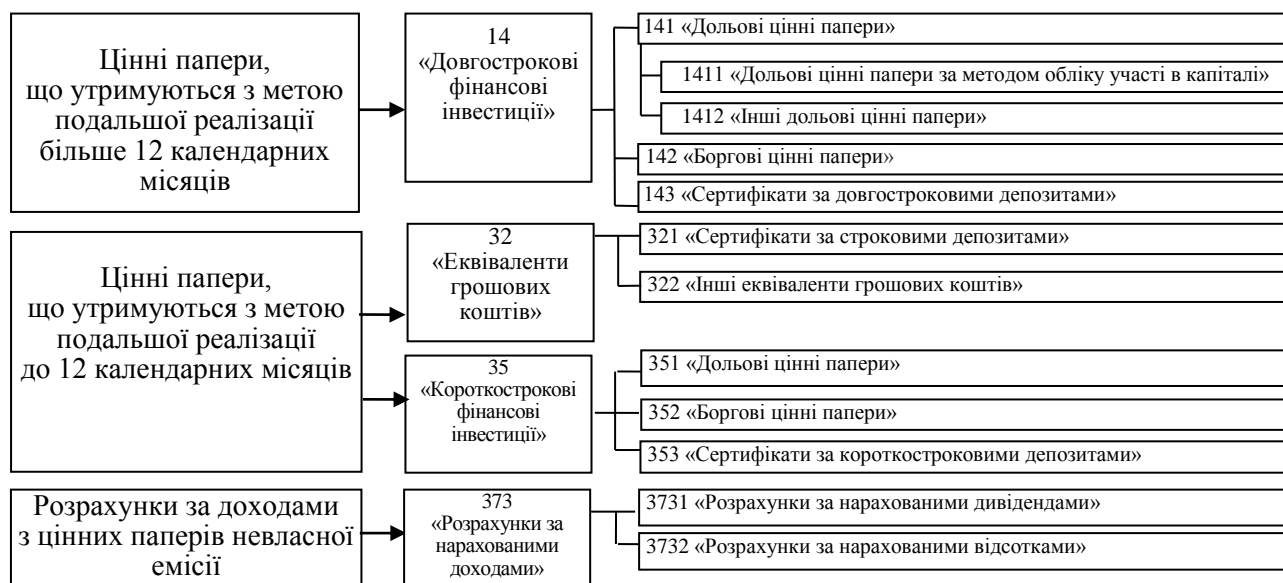 Цінні папери,
що утримуються з метою
подальшої реалізації
більше 12 календарних
місяців
14
«Довгострокові
фінансові
інвестиції»
141 «Дольові цінні папери»
1411 «Дольові цінні папери за методом обліку участі в капіталі»
1412 «Інші дольові цінні папери»
142 «Боргові цінні папери»
143 «Сертифікати за довгостроковими депозитами»
Цінні папери,
що утримуються з метою
подальшої реалізації
до 12 календарних місяців
32
«Еквіваленти
грошових
коштів»
321 «Сертифікати за строковими депозитами»
322 «Інші еквіваленти грошових коштів»
35
«Короткострокові
фінансові
інвестиції»
351 «Дольові цінні папери»
352 «Боргові цінні папери»
353 «Сертифікати за короткостроковими депозитами»
Розрахунки за доходами
з цінних паперів невласної
емісії
373
«Розрахунки за
нарахованими
доходами»
3731 «Розрахунки за нарахованими дивідендами»
3732 «Розрахунки за нарахованими відсотками»